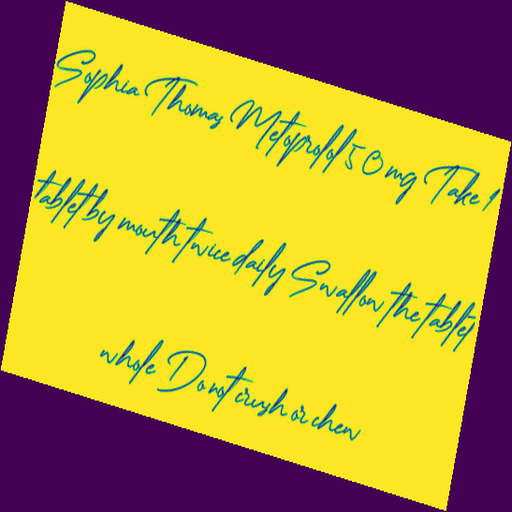 Sophia Thomas Metoprolol 50 mg Take 1
tablet by mouth twice daily Swallow the tablet
whole Do not crush or chew